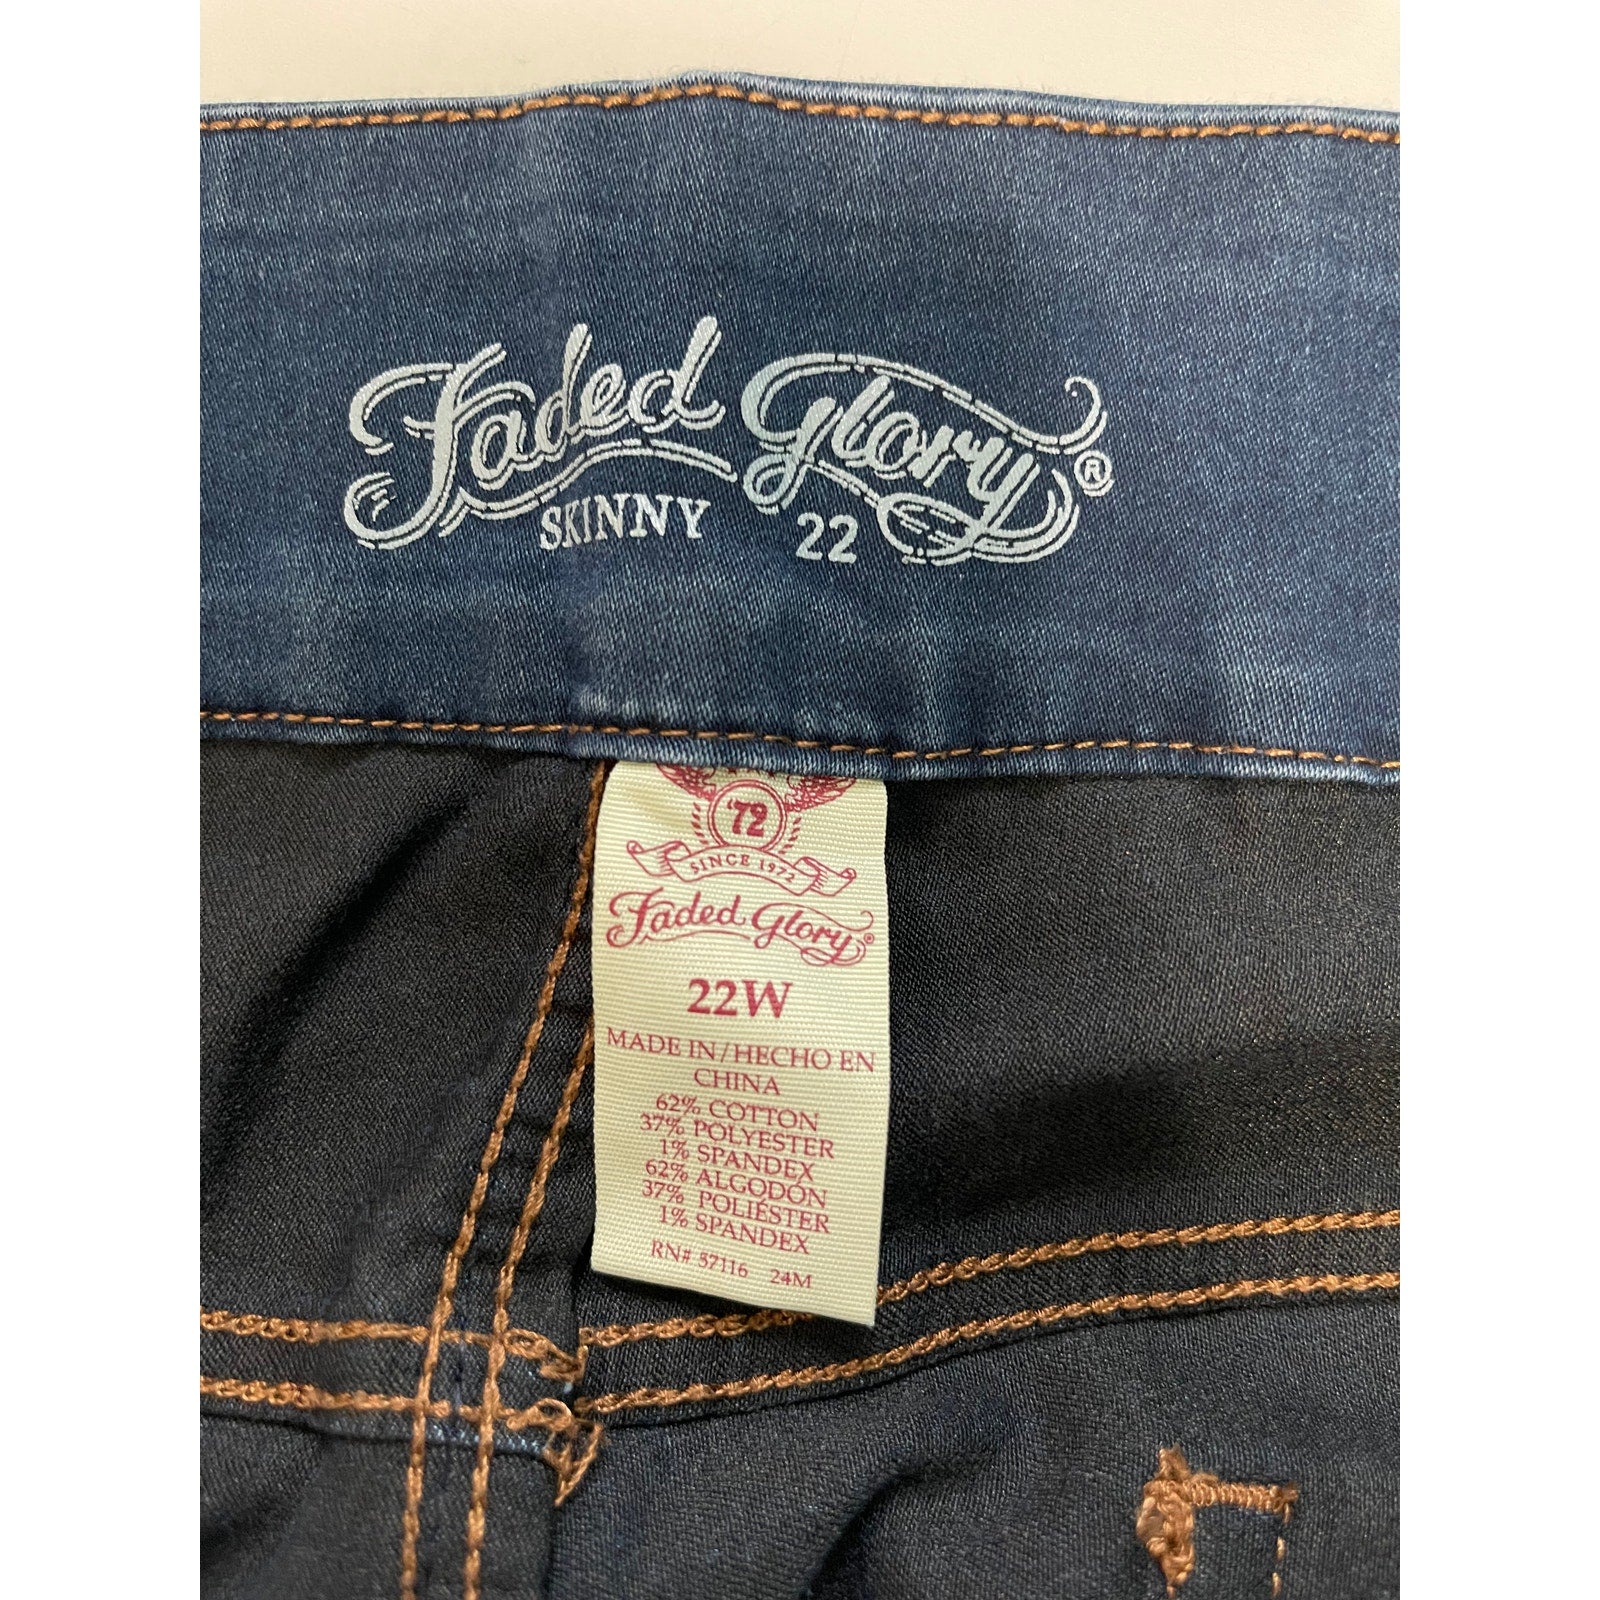 Faded Glory®
SKINNY 22
'72
SINCE 1972
Faded Glory®
22W
MADE IN/HECHO EN
CHINA
62% COTTON
37% POLYESTER
1% SPANDEX
62% ALGODÓN
37% POLIÉSTER
1% SPANDEX
RN# 57116 24M